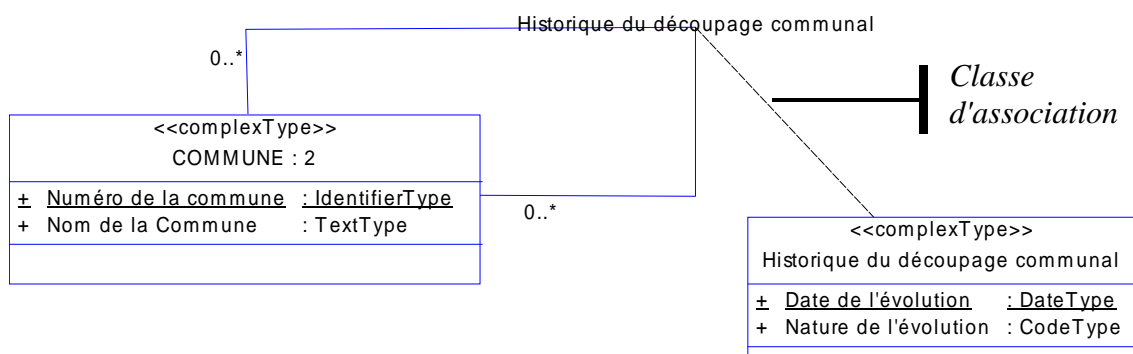 Historique du découpage communal
0..*
Classe
d'association
<<complexType>>
COMMUNE : 2
+ Numéro de la commune : IdentifierType
+ Nom de la Commune : TextType
0..*
<<complexType>>
Historique du découpage communal
+ Date de l'évolution : DateType
+ Nature de l'évolution : CodeType